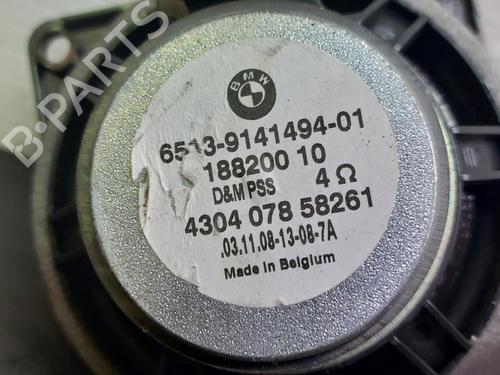 BMW
6513-9141494-01
188200 10
D&M PSS 4 Ω
4304 078 58261
.03.11.08-13-08-7A
Made in Belgium
B-PARTS